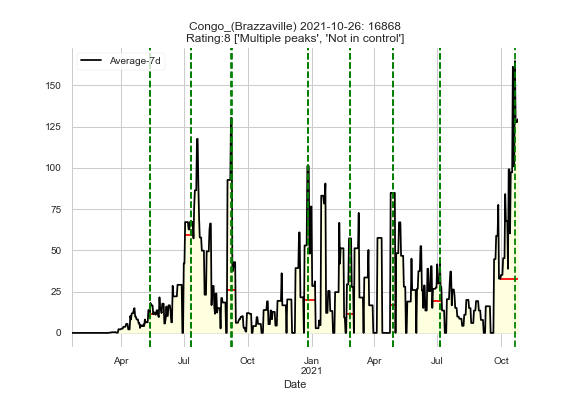 Congo_(Brazzaville) 2021-10-26: 16868
Rating:8 ['Multiple peaks', 'Not in control']
Average-7d
150
125
100
75
50
25
0
Apr Jul Oct Jan Apr Jul Oct
2021
Date